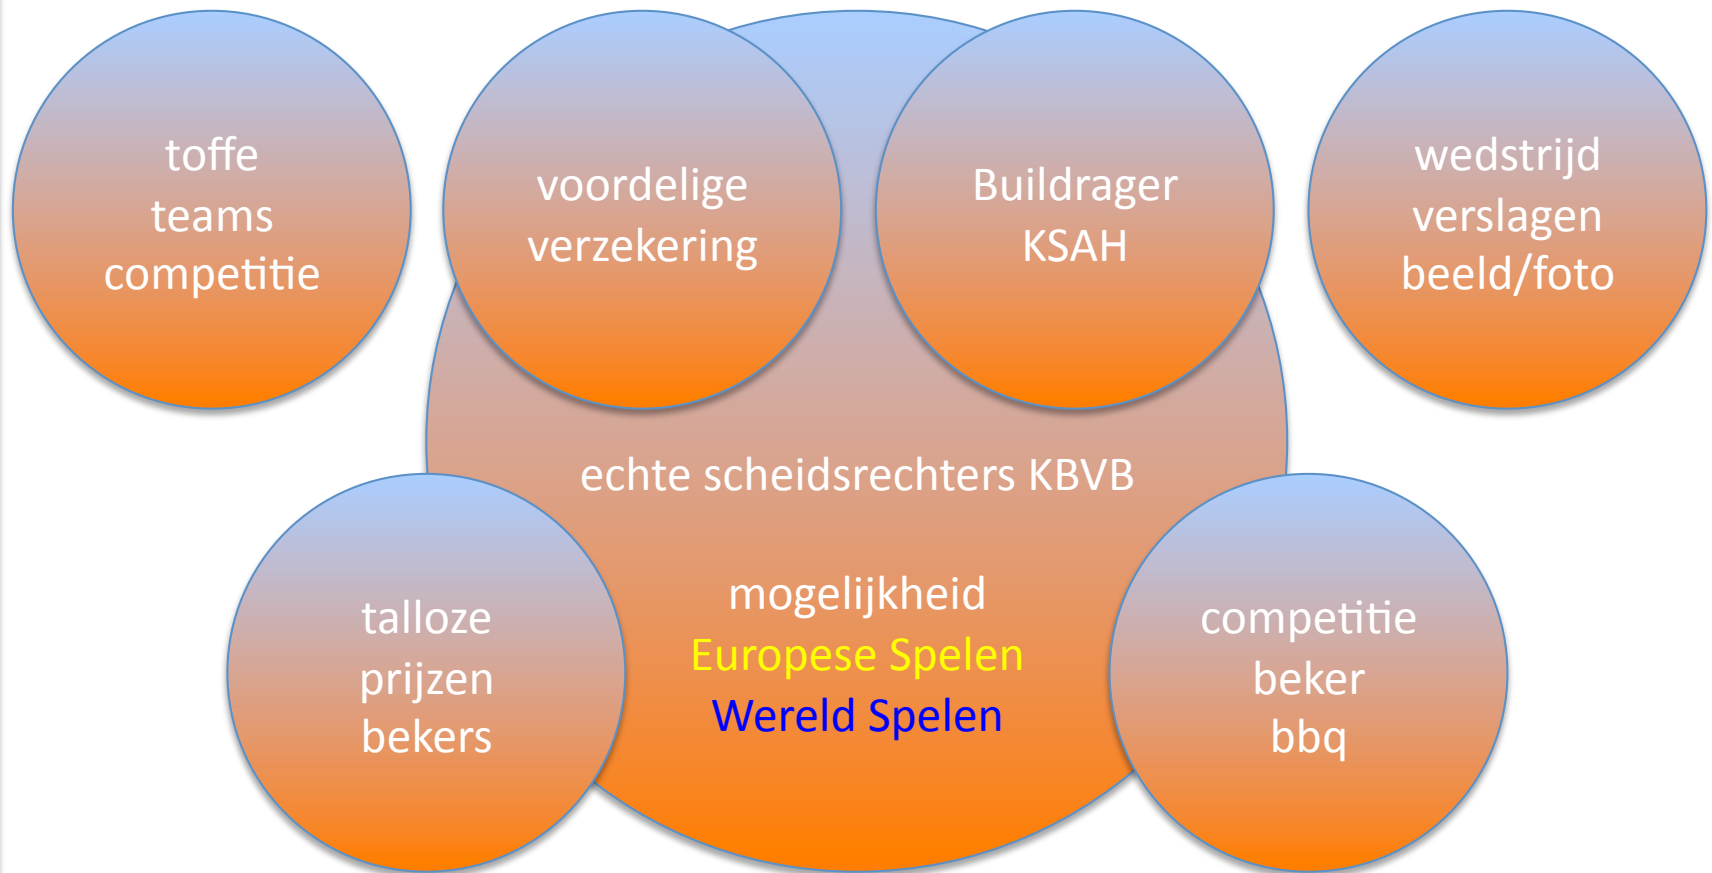 toffe
teams
competitie
voordelige
verzekering
Buildrager
KSAH
wedstrijd
verslagen
beeld/foto
echte scheidsrechters KBVB
mogelijkheid
Europese Spelen
Wereld Spelen
talloze
prijzen
bekers
competitie
beker
bbq